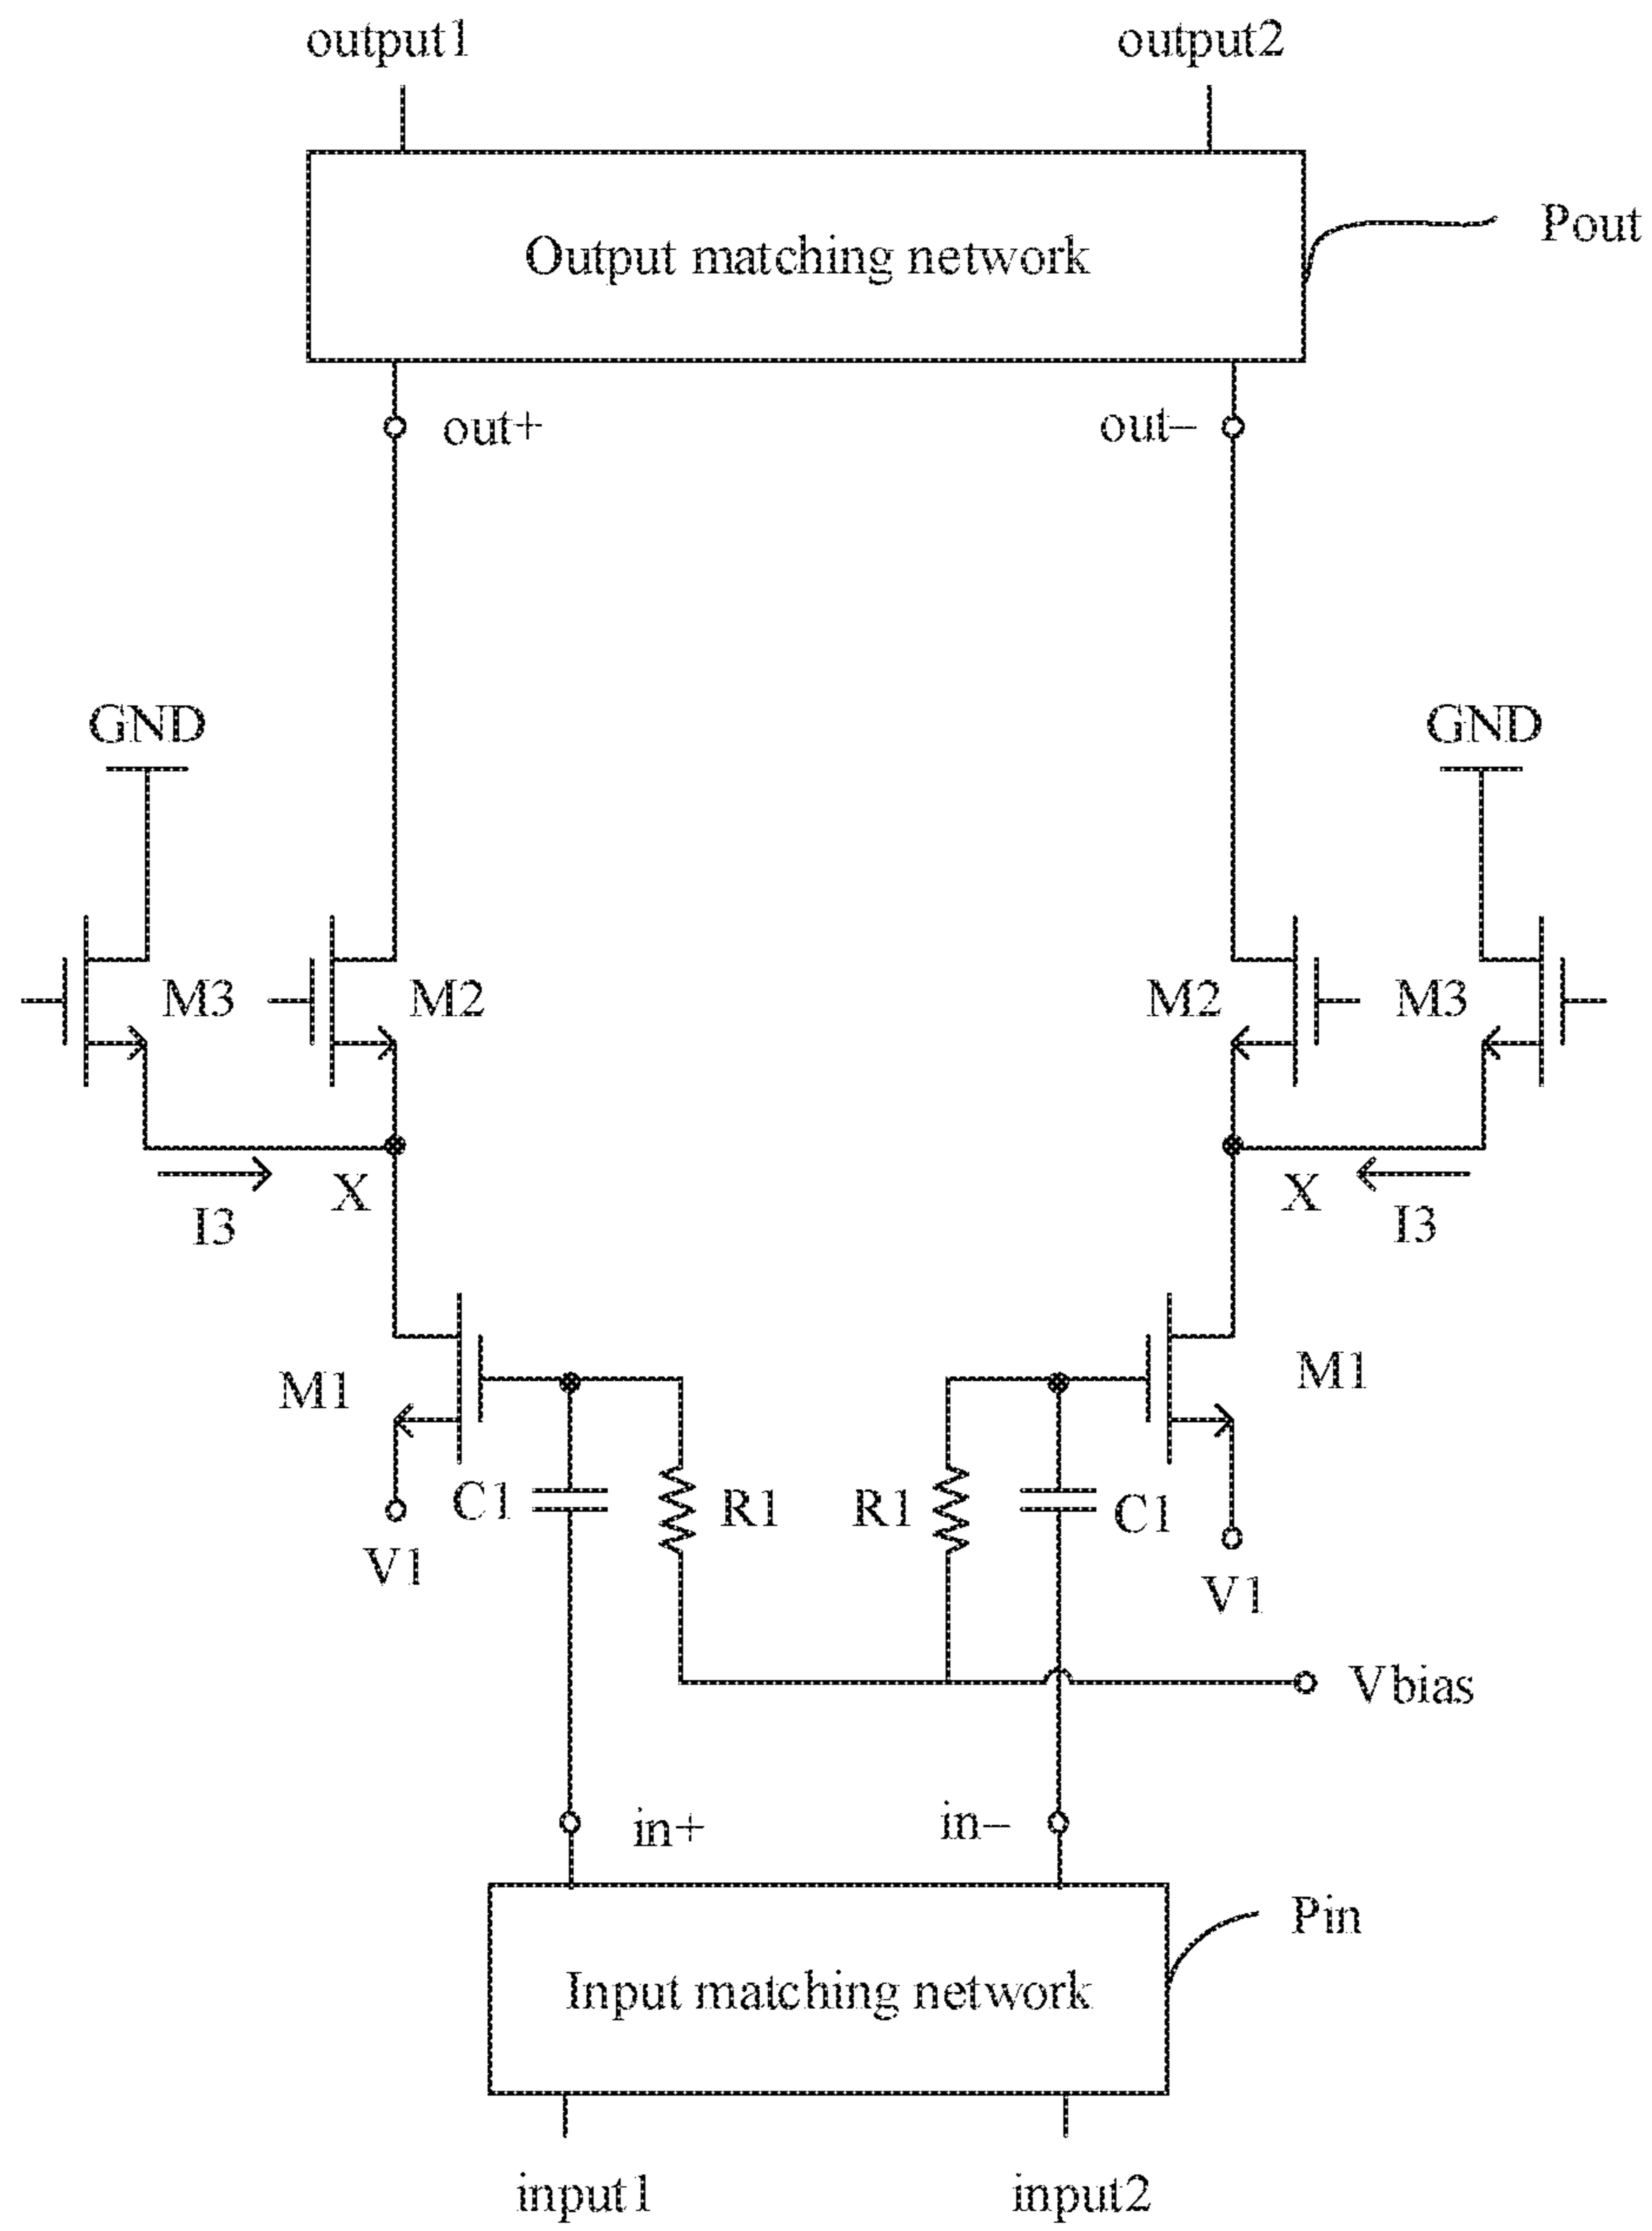 output1 output2
Output matching network
Pout
out+ out–
GND GND
M3 M2 M2 M3
X X
I3 I3
M1 M1
C1 R1 R1 C1
V1 V1
Vbias
in+ in–
Pin
Input matching network
input1 input2